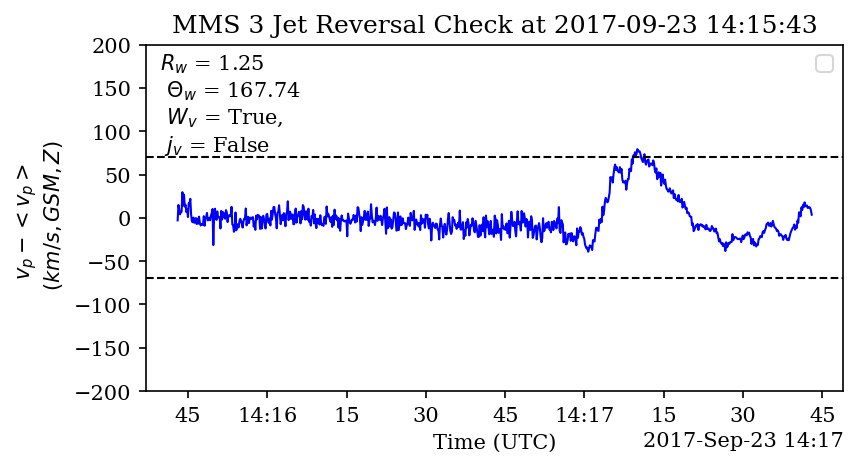 MMS 3 Jet Reversal Check at 2017-09-23 14:15:43
R_w = 1.25
Θ_w = 167.74
W_v = True,
j_v = False
v_p − < v_p >
(km/s, GSM, Z)
200
150
100
50
0
−50
−100
−150
−200
45 14:16 15 30 45 14:17 15 30 45
Time (UTC)
2017-Sep-23 14:17